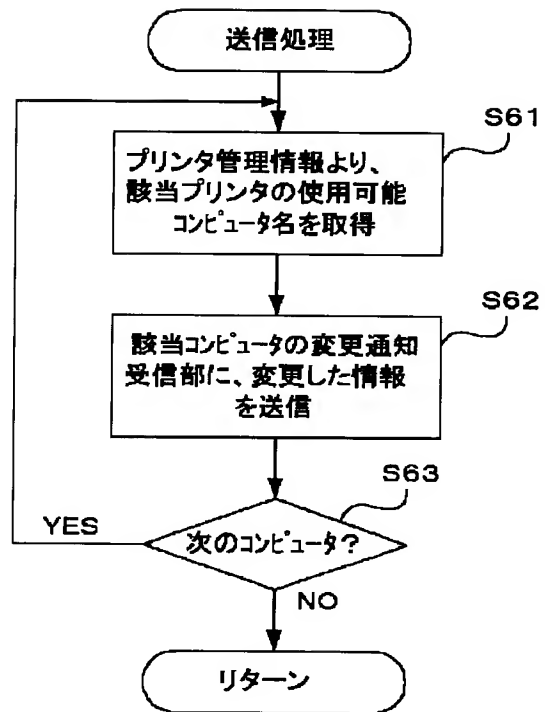 送信処理
S61
プリンタ管理情報より、
該当プリンタの使用可能
コンピュータ名を取得
S62
該当コンピュータの変更通知
受信部に、変更した情報
を送信
S63
YES
次のコンピュータ?
NO
リターン